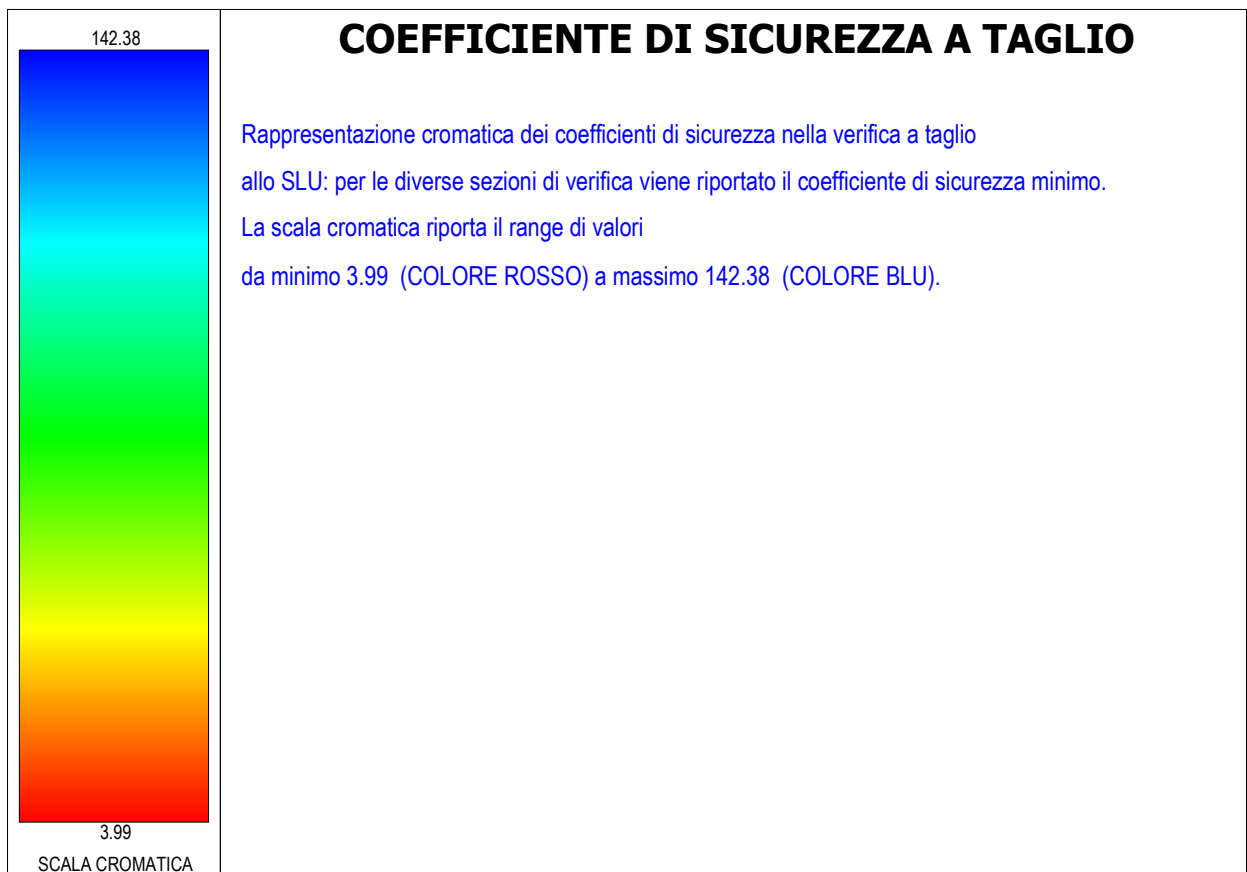 142.38
3.99
SCALA CROMATICA
COEFFICIENTE DI SICUREZZA A TAGLIO
Rappresentazione cromatica dei coefficienti di sicurezza nella verifica a taglio
allo SLU: per le diverse sezioni di verifica viene riportato il coefficiente di sicurezza minimo.
La scala cromatica riporta il range di valori
da minimo 3.99 (COLORE ROSSO) a massimo 142.38 (COLORE BLU).